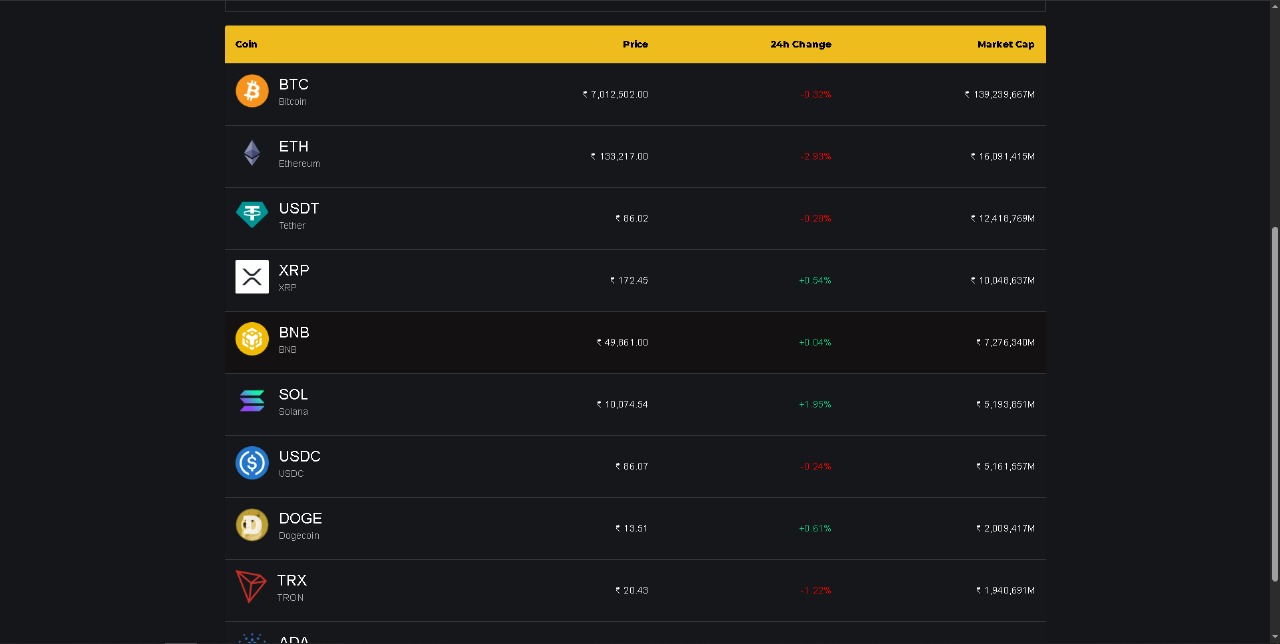 Coin Price 24h Change Market Cap
BTC
Bitcoin
₹ 7,012,502.00 -0.32% ₹ 139,239,667M
ETH
Ethereum
₹ 133,217.00 -2.93% ₹ 16,091,415M
USDT
Tether
₹ 86.02 -0.28% ₹ 12,418,769M
XRP
XRP
₹ 172.45 +0.54% ₹ 10,048,637M
BNB
BNB
₹ 49,861.00 +0.04% ₹ 7,276,340M
SOL
Solana
₹ 10,074.54 +1.95% ₹ 5,193,851M
USDC
USDC
₹ 86.07 -0.24% ₹ 5,161,557M
DOGE
Dogecoin
₹ 13.51 +0.61% ₹ 2,009,417M
TRX
TRON
₹ 20.43 -1.22% ₹ 1,940,691M
ADA